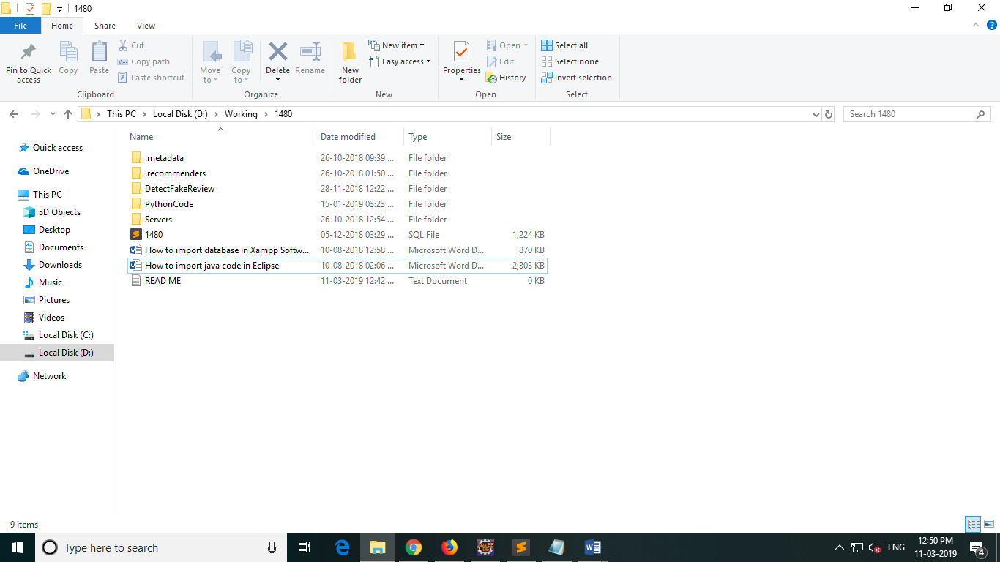 1480
File Home Share View
Pin to Quick access
Copy
Paste
Cut
Copy path
Paste shortcut
Clipboard
Move to
Copy to
Delete
Rename
Organize
New folder
New item
Easy access
New
Properties
Open
Edit
History
Open
Select all
Select none
Invert selection
Select
This PC Local Disk (D:) Working 1480
Search 1480
Quick access
OneDrive
This PC
3D Objects
Desktop
Documents
Downloads
Music
Pictures
Videos
Local Disk (C:)
Local Disk (D:)
Network
Name Date modified Type Size
.metadata 26-10-2018 09:39 ... File folder
.recommenders 26-10-2018 01:50 ... File folder
DetectFakeReview 28-11-2018 12:22 ... File folder
PythonCode 15-01-2019 03:23 ... File folder
Servers 26-10-2018 12:54 ... File folder
1480 05-12-2018 03:29 ... SQL File 1,224 KB
How to import database in Xampp Softw... 10-08-2018 12:58 ... Microsoft Word D... 870 KB
How to import java code in Eclipse 10-08-2018 02:06 ... Microsoft Word D... 2,303 KB
READ ME 11-03-2019 12:42 ... Text Document 0 KB
9 items
Type here to search
ENG
12:50 PM
11-03-2019
4